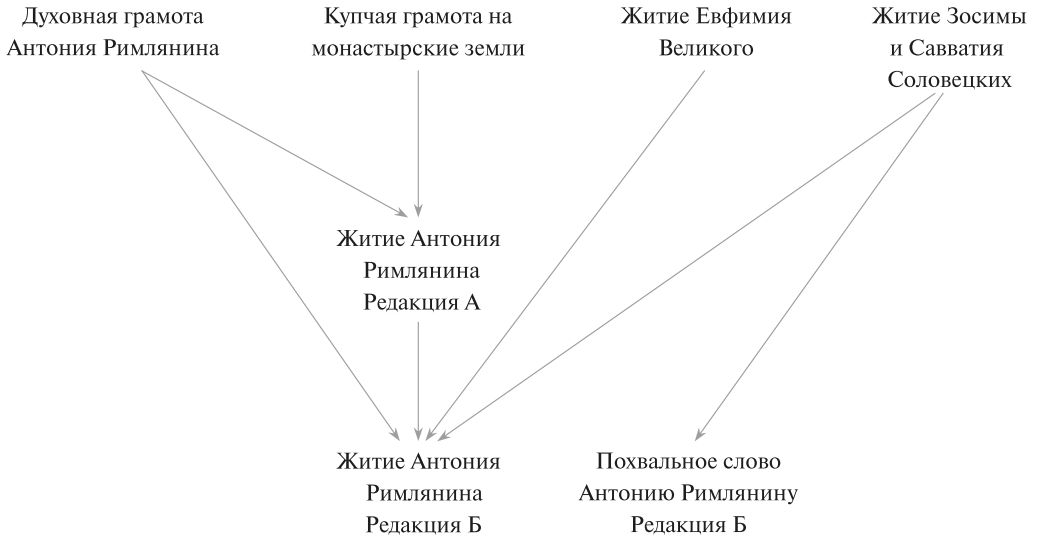 Духовная грамота
Антония Римлянина
Купчая грамота на
монастырские земли
Житие Евфимия
Великого
Житие Зосимы
и Савватия
Соловецких
Житие Антония
Римлянина
Редакция А
Житие Антония
Римлянина
Редакция Б
Похвальное слово
Антонию Римлянину
Редакция Б